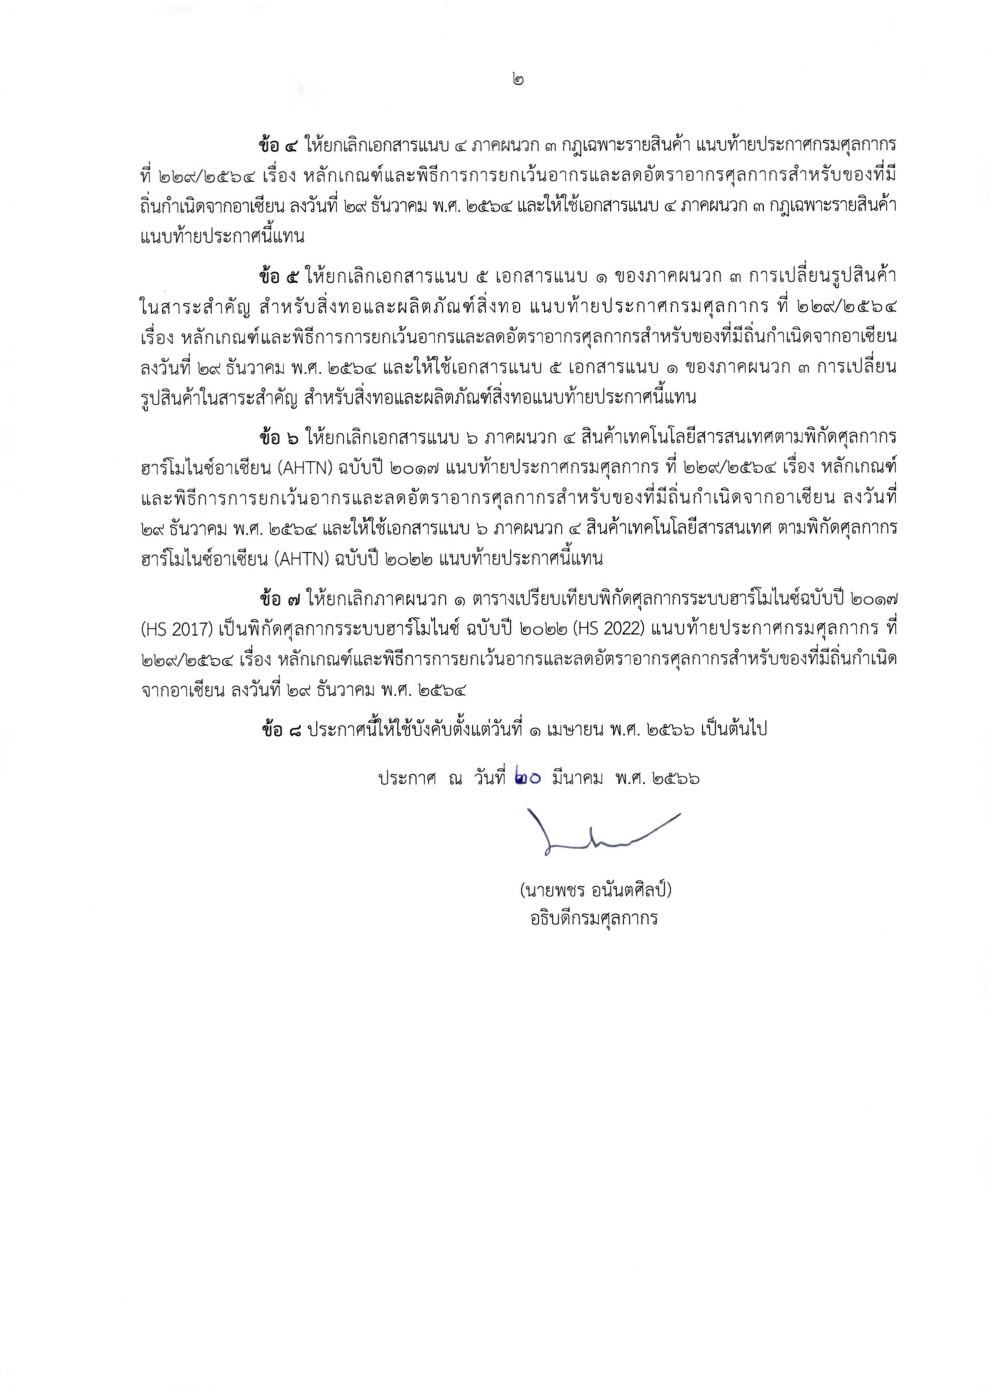 ๒
ข้อ ๔ ให้ยกเลิกเอกสารแนบ ๔ ภาคผนวก ๓ กฎเฉพาะรายสินค้า แนบท้ายประกาศกรมศุลกากร
ที่ ๒๒๙/๒๕๖๔ เรื่อง หลักเกณฑ์และพิธีการการยกเว้นอากรและลดอัตราอากรศุลกากรสำหรับของที่มี
ถิ่นกำเนิดจากอาเซียน ลงวันที่ ๒๙ ธันวาคม พ.ศ. ๒๕๖๔ และให้ใช้เอกสารแนบ ๔ ภาคผนวก ๓ กฎเฉพาะรายสินค้า
แนบท้ายประกาศนี้แทน
ข้อ ๕ ให้ยกเลิกเอกสารแนบ ๕ เอกสารแนบ ๑ ของภาคผนวก ๓ การเปลี่ยนรูปสินค้า
ในสาระสำคัญ สำหรับสิ่งทอและผลิตภัณฑ์สิ่งทอ แนบท้ายประกาศกรมศุลกากร ที่ ๒๒๙/๒๕๖๔
เรื่อง หลักเกณฑ์และพิธีการการยกเว้นอากรและลดอัตราอากรศุลกากรสำหรับของที่มีถิ่นกำเนิดจากอาเซียน
ลงวันที่ ๒๙ ธันวาคม พ.ศ. ๒๕๖๔ และให้ใช้เอกสารแนบ ๕ เอกสารแนบ ๑ ของภาคผนวก ๓ การเปลี่ยน
รูปสินค้าในสาระสำคัญ สำหรับสิ่งทอและผลิตภัณฑ์สิ่งทอแนบท้ายประกาศนี้แทน
ข้อ ๖ ให้ยกเลิกเอกสารแนบ ๖ ภาคผนวก ๔ สินค้าเทคโนโลยีสารสนเทศตามพิกัดศุลกากร
ฮาร์โมไนซ์อาเซียน (AHTN) ฉบับปี ๒๐๑๗ แนบท้ายประกาศกรมศุลกากร ที่ ๒๒๙/๒๕๖๔ เรื่อง หลักเกณฑ์
และพิธีการการยกเว้นอากรและลดอัตราอากรศุลกากรสำหรับของที่มีถิ่นกำเนิดจากอาเซียน ลงวันที่
๒๙ ธันวาคม พ.ศ. ๒๕๖๔ และให้ใช้เอกสารแนบ ๖ ภาคผนวก ๔ สินค้าเทคโนโลยีสารสนเทศ ตามพิกัดศุลกากร
ฮาร์โมไนซ์อาเซียน (AHTN) ฉบับปี ๒๐๒๒ แนบท้ายประกาศนี้แทน
ข้อ ๗ ให้ยกเลิกภาคผนวก ๑ ตารางเปรียบเทียบพิกัดศุลกากรระบบฮาร์โมไนซ์ฉบับปี ๒๐๑๗
(HS 2017) เป็นพิกัดศุลกากรระบบฮาร์โมไนซ์ ฉบับปี ๒๐๒๒ (HS 2022) แนบท้ายประกาศกรมศุลกากร ที่
๒๒๙/๒๕๖๔ เรื่อง หลักเกณฑ์และพิธีการการยกเว้นอากรและลดอัตราอากรศุลกากรสำหรับของที่มีถิ่นกำเนิด
จากอาเซียน ลงวันที่ ๒๙ ธันวาคม พ.ศ. ๒๕๖๔
ข้อ ๘ ประกาศนี้ให้ใช้บังคับตั้งแต่วันที่ ๑ เมษายน พ.ศ. ๒๕๖๖ เป็นต้นไป
ประกาศ ณ วันที่ ๒๐ มีนาคม พ.ศ. ๒๕๖๖
(นายพชร อนันตศิลป์)
อธิบดีกรมศุลกากร